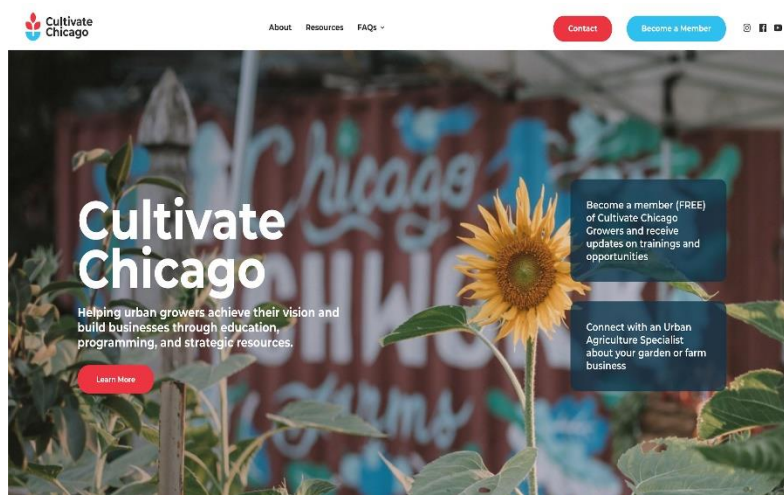 Cultivate
Chicago
About Resources FAQs
Contact
Become a Member
Chicago
Farms
Cultivate
Chicago
Helping urban growers achieve their vision and
build businesses through education,
programming, and strategic resources.
Learn More
Become a member (FREE)
of Cultivate Chicago
Growers and receive
updates on trainings and
opportunities
Connect with an Urban
Agriculture Specialist
about your garden or farm
business